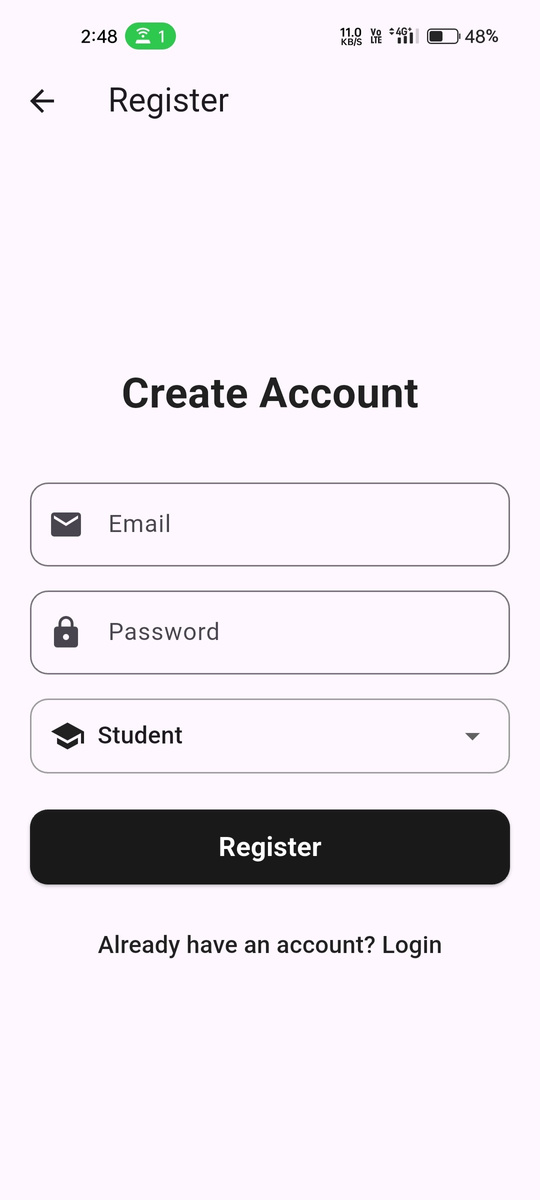 2:48 1 11.0 KB/S Vo LTE 4G+ 48%
Register
Create Account
Email
Password
Student
Register
Already have an account? Login